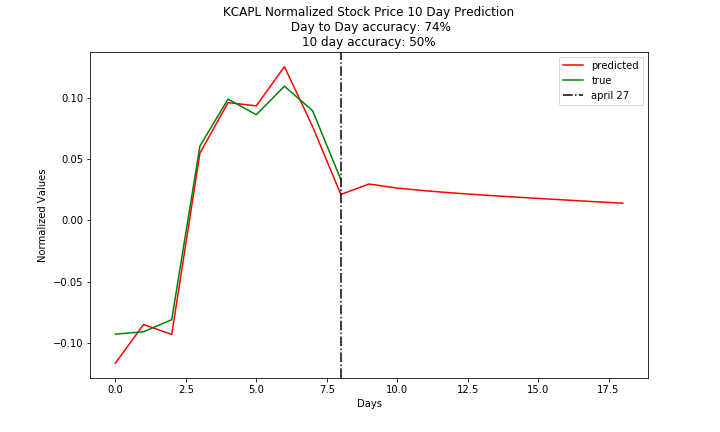 KCAPL Normalized Stock Price 10 Day Prediction
Day to Day accuracy: 74%
10 day accuracy: 50%
predicted
true
april 27
0.10
0.05
0.00
−0.05
−0.10
Normalized Values
0.0 2.5 5.0 7.5 10.0 12.5 15.0 17.5
Days